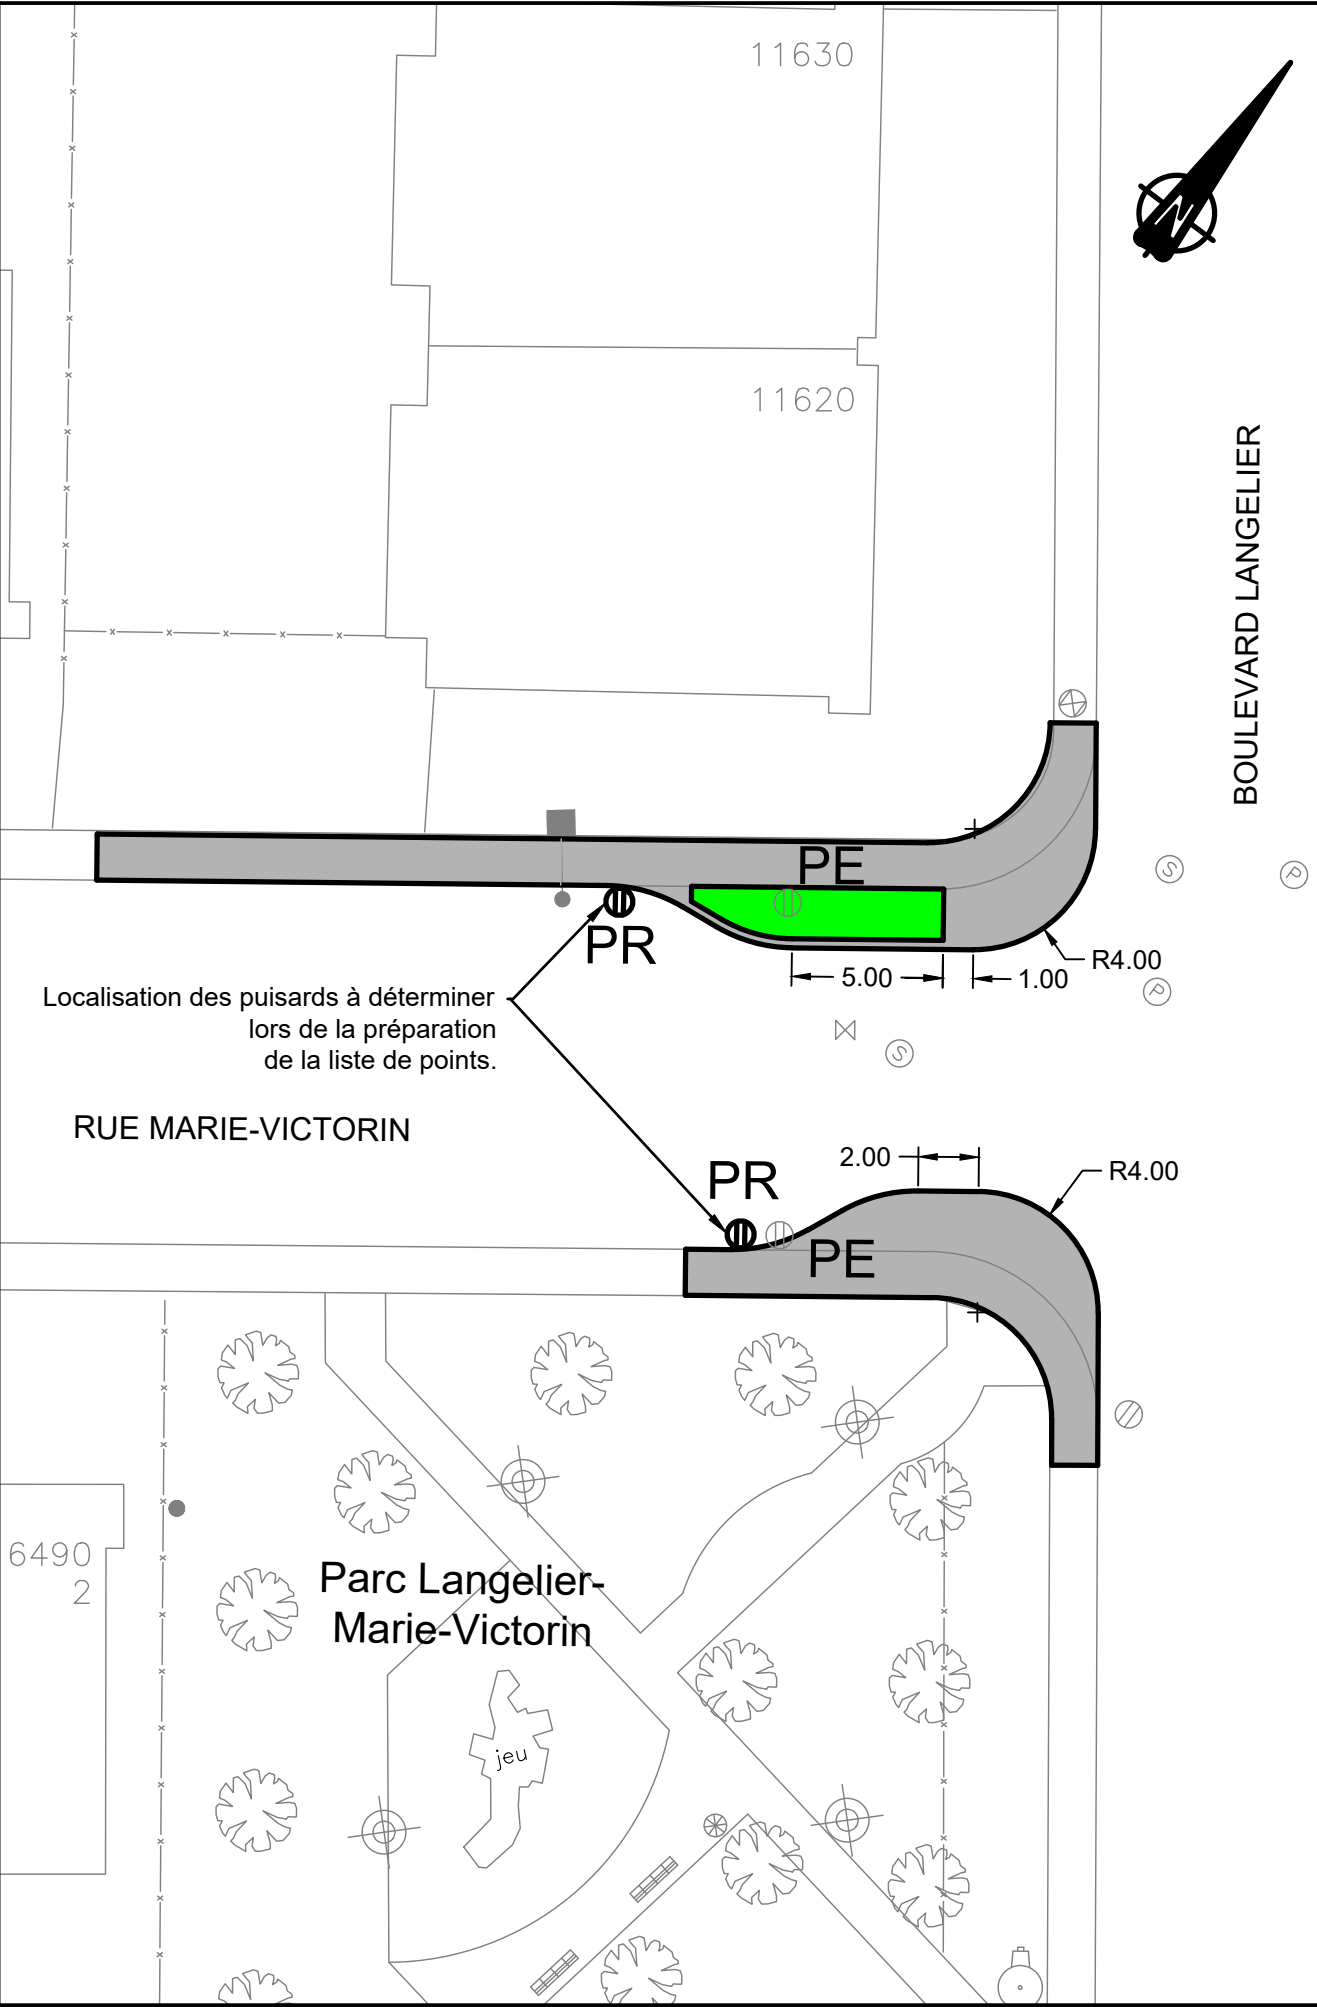 11630
11620
BOULEVARD LANGELIER
PE
PR
R4.00
5.00
1.00
S
P
P
S
Localisation des puisards à déterminer
lors de la préparation
de la liste de points.
RUE MARIE-VICTORIN
2.00
PR
R4.00
PE
6490
2
Parc Langelier-
Marie-Victorin
jeu